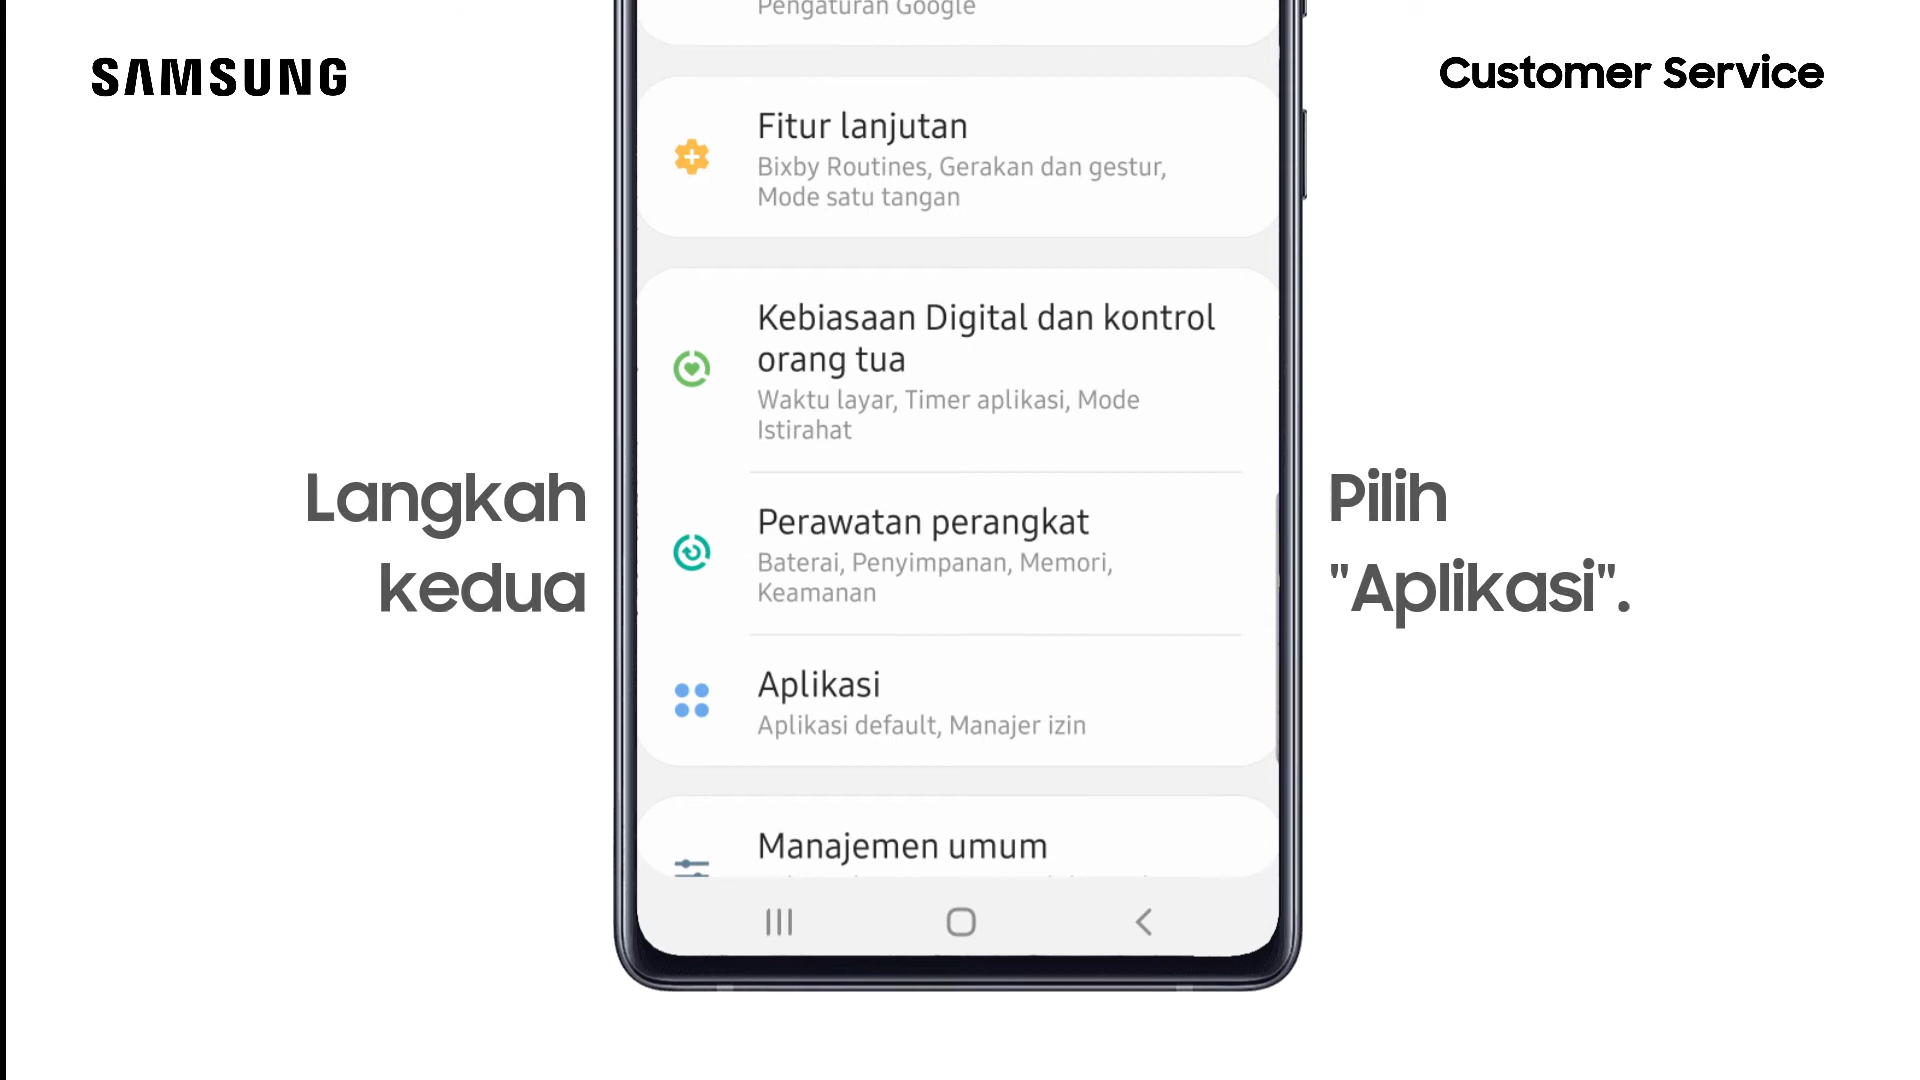 Pengaturan Google
SAMSUNG
Customer Service
Fitur lanjutan
Bixby Routines, Gerakan dan gestur,
Mode satu tangan
Kebiasaan Digital dan kontrol
orang tua
Waktu layar, Timer aplikasi, Mode
Istirahat
Langkah
kedua
Perawatan perangkat
Baterai, Penyimpanan, Memori,
Keamanan
Pilih
"Aplikasi".
Aplikasi
Aplikasi default, Manajer izin
Manajemen umum